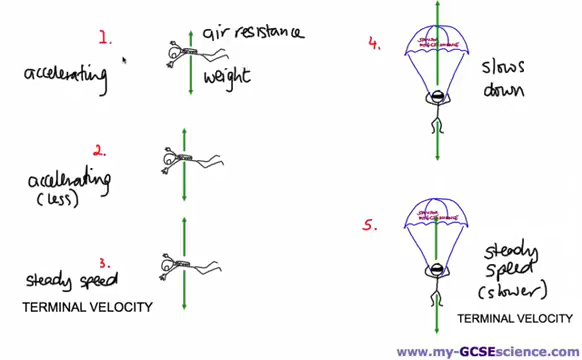 1.
air resistance
accelerating
weight
2.
accelerating
(less)
3.
steady speed
TERMINAL VELOCITY
4.
slows
down
5.
steady
speed
(slower)
TERMINAL VELOCITY
www.my-GCSEscience.com